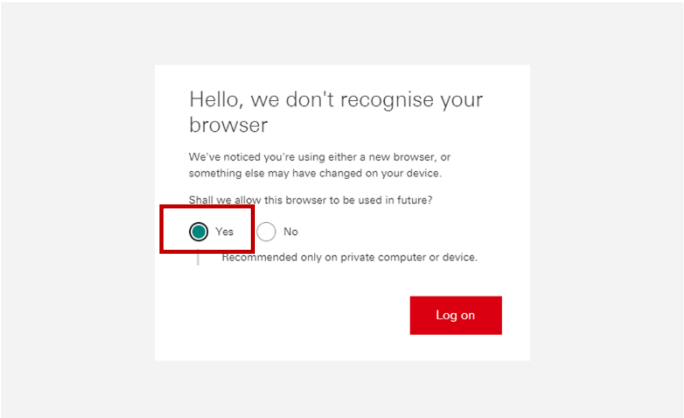 Hello, we don't recognise your
browser
We've noticed you're using either a new browser, or
something else may have changed on your device.
Shall we allow this browser to be used in future?
Yes No
Recommended only on private computer or device.
Log on